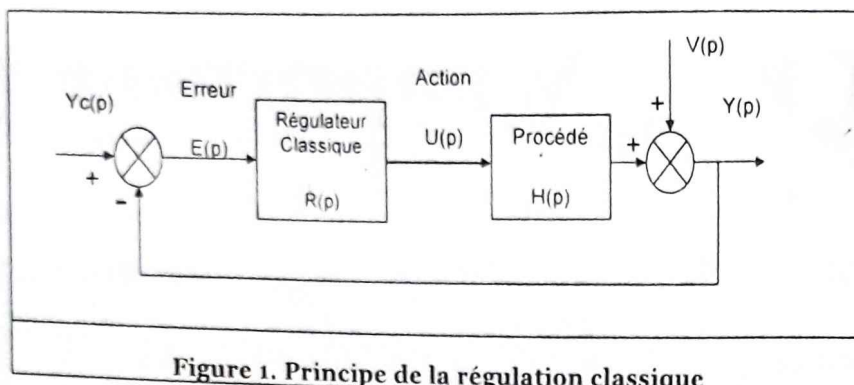 V(p)
Action
Erreur
Y(p)
Yc(p)
+
Régulateur
Classique
Procédé
U(p)
+
E(p)
+
-
R(p)
H(p)
Figure 1. Principe de la régulation classique